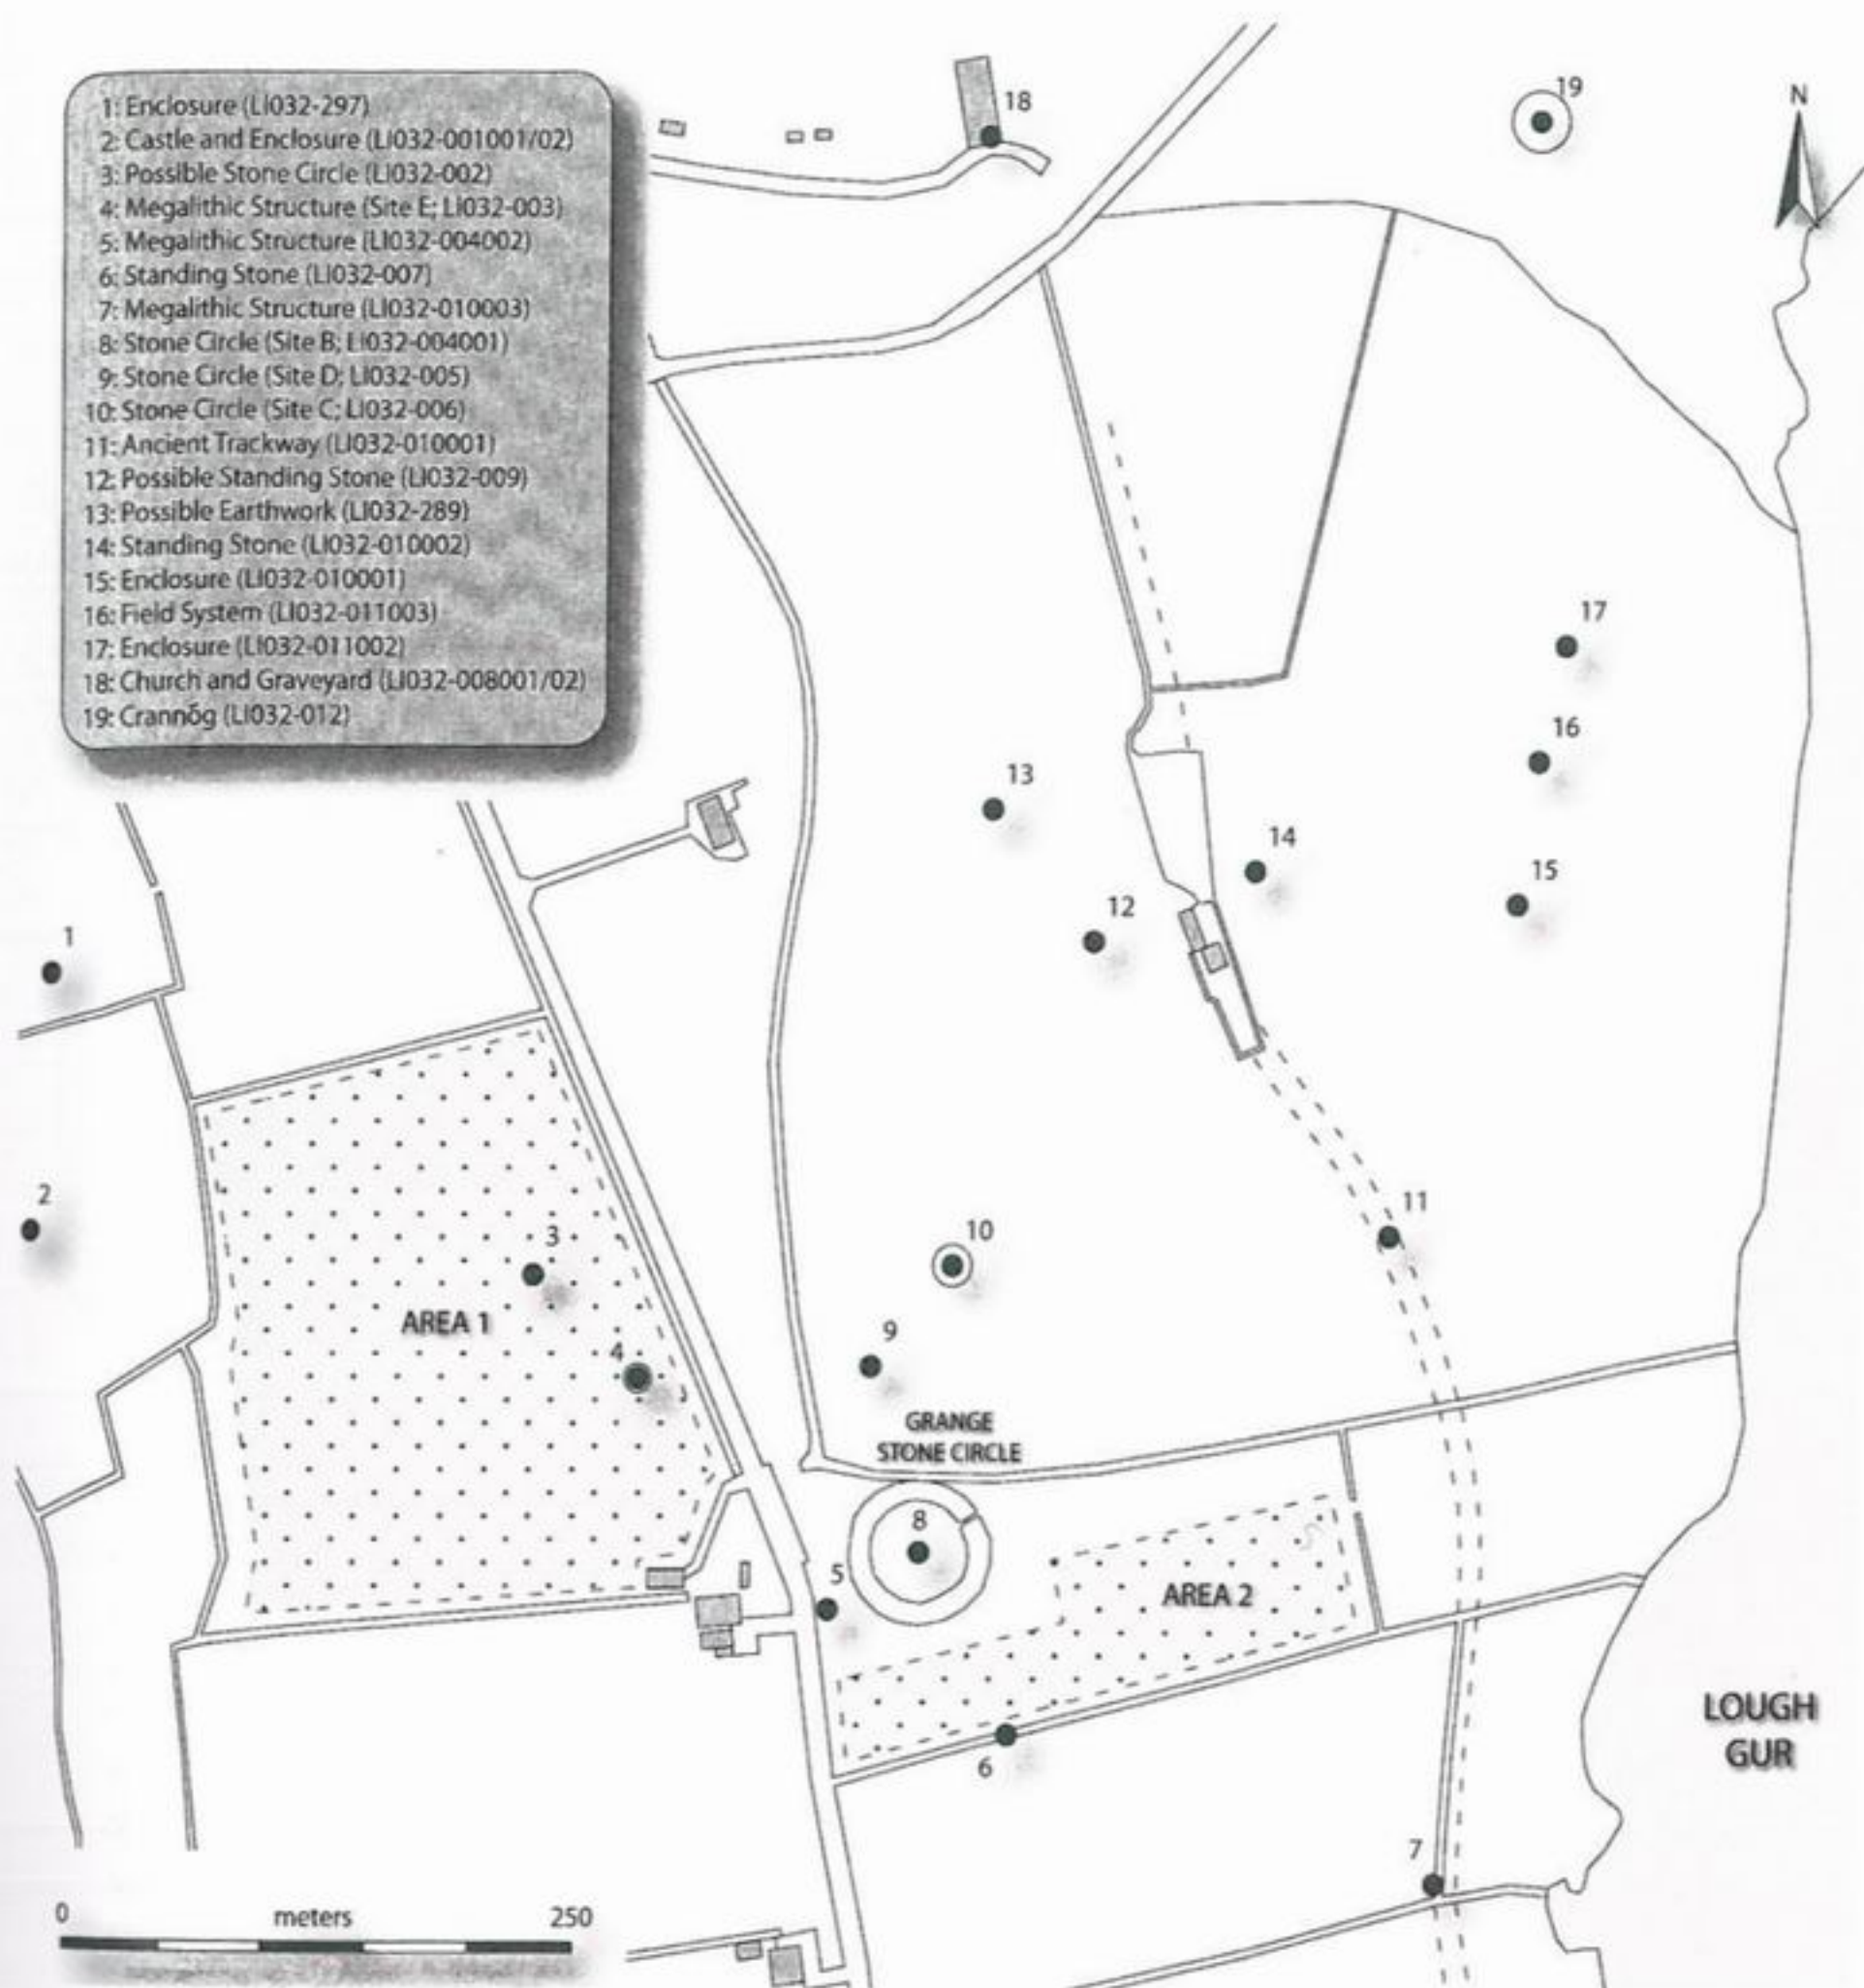 1: Enclosure (LI032-297)
2: Castle and Enclosure (LI032-001001/02)
3: Possible Stone Circle (LI032-002)
4: Megalithic Structure (Site E; LI032-003)
5: Megalithic Structure (LI032-004002)
6: Standing Stone (LI032-007)
7: Megalirthic Structure (LI032-010003)
8: Stone Circle (Site B; LI032-004001)
9: Stone Circle (Site D; LI032-005)
10: Stone Circle (Site C; LI032-006)
11: Ancient Trackway (LI032-010001)
12: Possible Standing Stone (LI032-009)
13: Possible Earthwork (LI032-289)
14: Standing Stone (LI032-010002)
15: Enclosure (LI032-010001)
16: Field System (LI032-011003)
17: Enclosure (LI032-011002)
18: Church and Graveyard (LI032-008001/02)
19: Crannóg (LI032-012)
18
19
N
17
16
13
14
15
12
1
2
11
10
3
AREA 1
9
4
GRANGE
STONE CIRCLE
8
5
AREA 2
LOUGH
GUR
6
7
0 meters 250